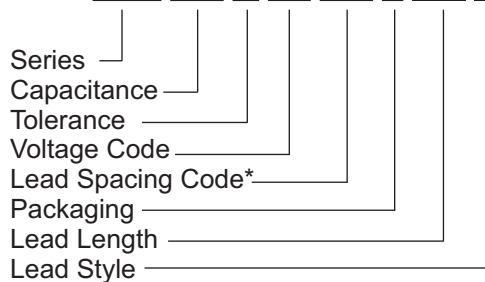 Series
Capacitance
Tolerance
Voltage Code
Lead Spacing Code*
Packaging
Lead Length
Lead Style